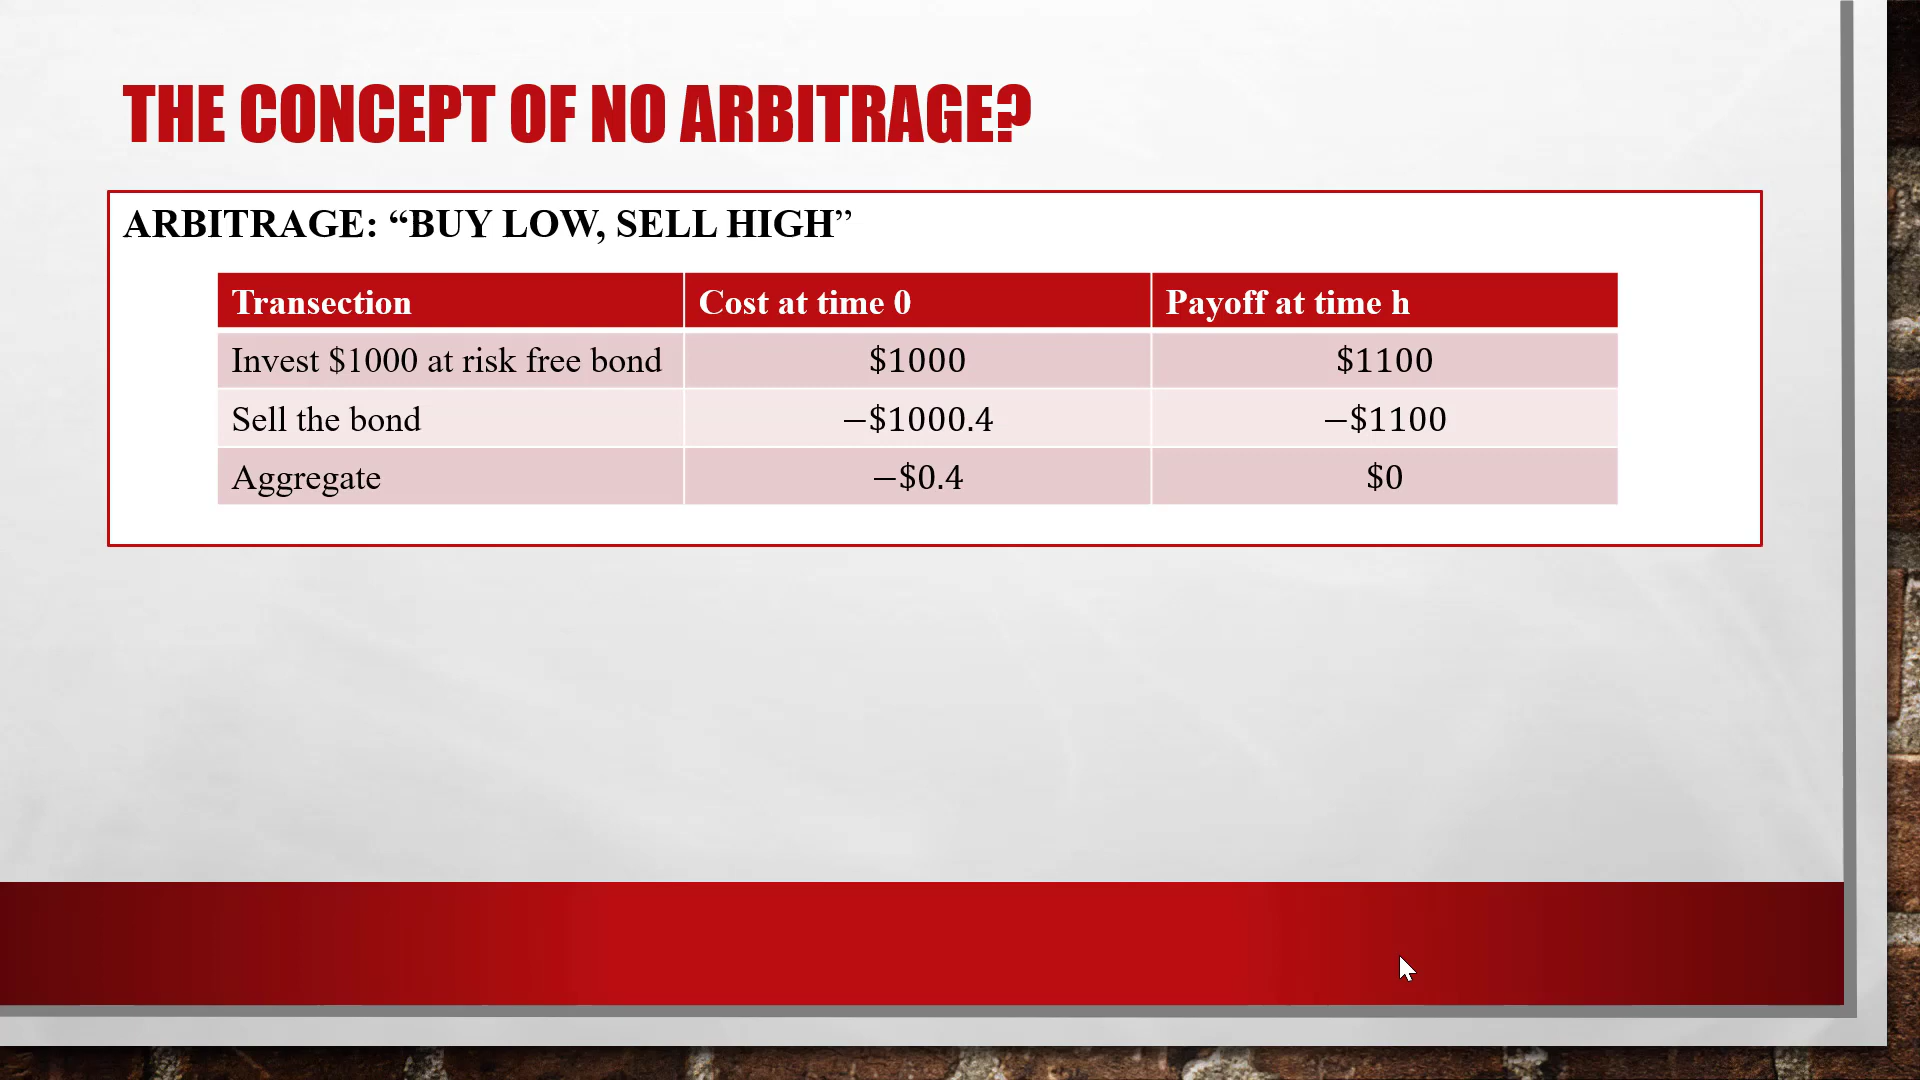 THE CONCEPT OF NO ARBITRAGE?
ARBITRAGE: “BUY LOW, SELL HIGH”
Transection Cost at time 0 Payoff at time h
Invest $1000 at risk free bond $1000 $1100
Sell the bond −$1000.4 −$1100
Aggregate −$0.4 $0